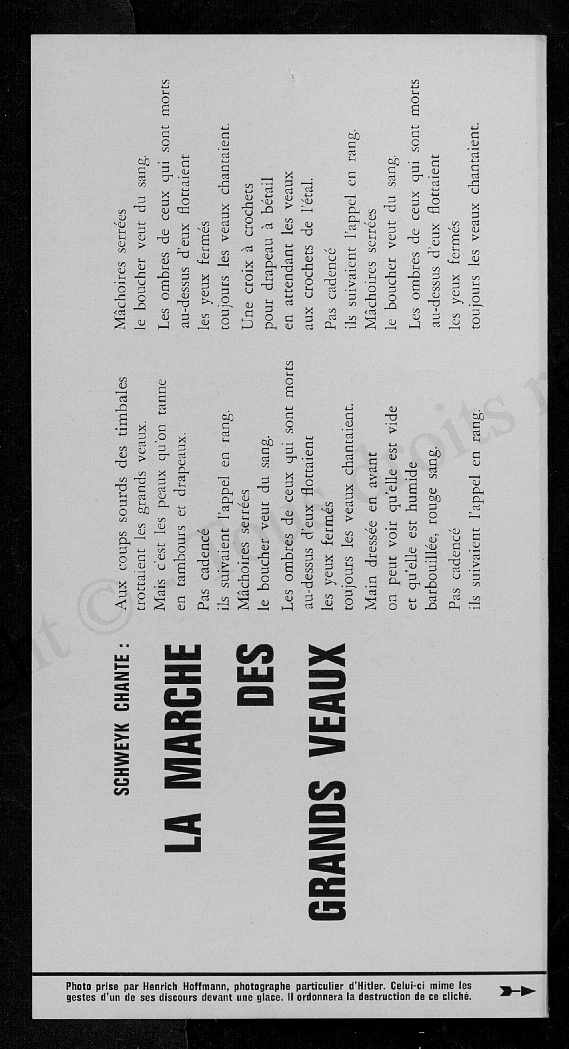 SCHWEYK CHANTE :
LA MARCHE
DES
GRANDS VEAUX
Aux coups sourds des timbales
trottaient les grands veaux.
Mais c'est les peaux qu'on tanne
en tambours et drapeaux.
Pas cadencé
ils suivaient l'appel en rang.
Mâchoires serrées
le boucher veut du sang.
Les ombres de ceux qui sont morts
au-dessus d'eux flottaient
les yeux fermés
toujours les veaux chantaient.
Main dressée en avant
on peut voir qu'elle est vide
et qu'elle est humide
barbouillée, rouge sang.
Pas cadencé
ils suivaient l'appel en rang.
Mâchoires serrées
le boucher veut du sang.
Les ombres de ceux qui sont morts
au-dessus d'eux flottaient
les yeux fermés
toujours les veaux chantaient.
Une croix à crochets
pour drapeau à bétail
en attendant les veaux
aux crochets de l'étal.
Pas cadencé
ils suivaient l'appel en rang.
Mâchoires serrées
le boucher veut du sang.
Les ombres de ceux qui sont morts
au-dessus d'eux flottaient
les yeux fermés
toujours les veaux chantaient.
Photo prise par Henrich Hoffmann, photographe particulier d'Hitler. Celui-ci mime les
gestes d'un de ses discours devant une glace. Il ordonnera la destruction de ce cliché.